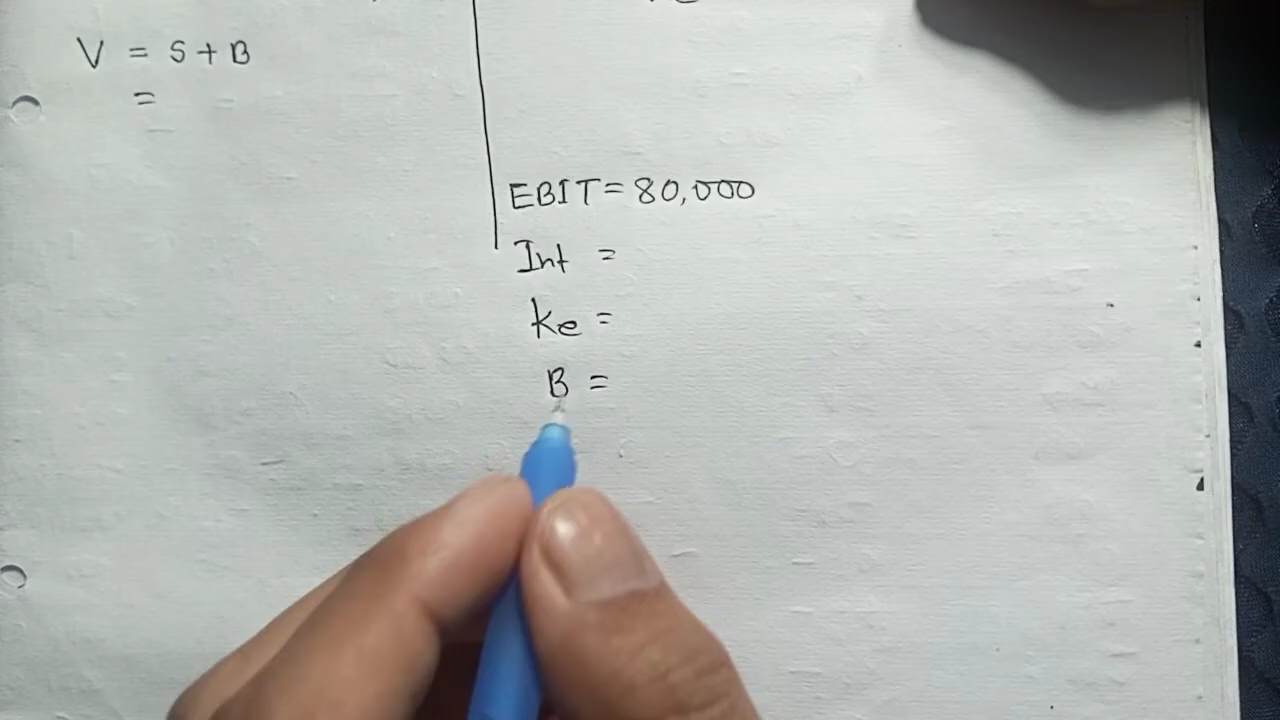 V = S + B
=
EBIT = 80,000
Int =
Ke =
B =